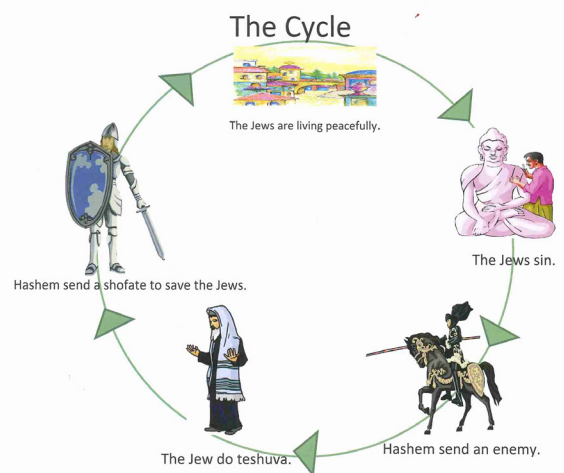 The Cycle
The Jews are living peacefully.
The Jews sin.
Hashem send an enemy.
The Jew do teshuva.
Hashem send a shofate to save the Jews.